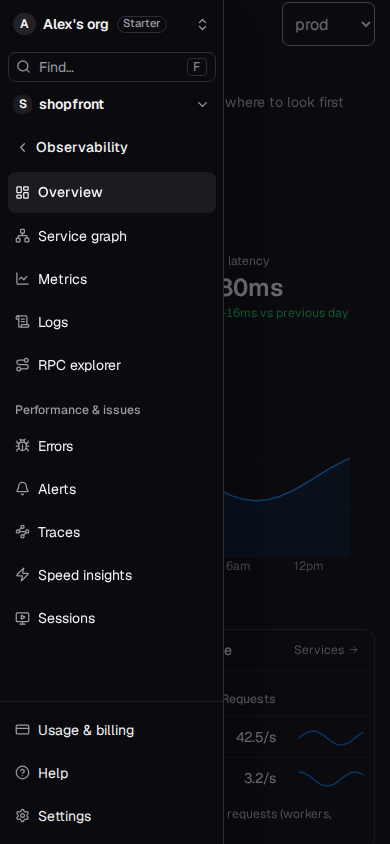 A Alex's org Starter
Find... F
S shopfront
Observability
Overview
Service graph
Metrics
Logs
RPC explorer
Performance & issues
Errors
Alerts
Traces
Speed insights
Sessions
Usage & billing
Help
Settings
prod
where to look first
latency
30ms
-16ms vs previous day
6am 12pm
e Services →
Requests
42.5/s
3.2/s
requests (workers,